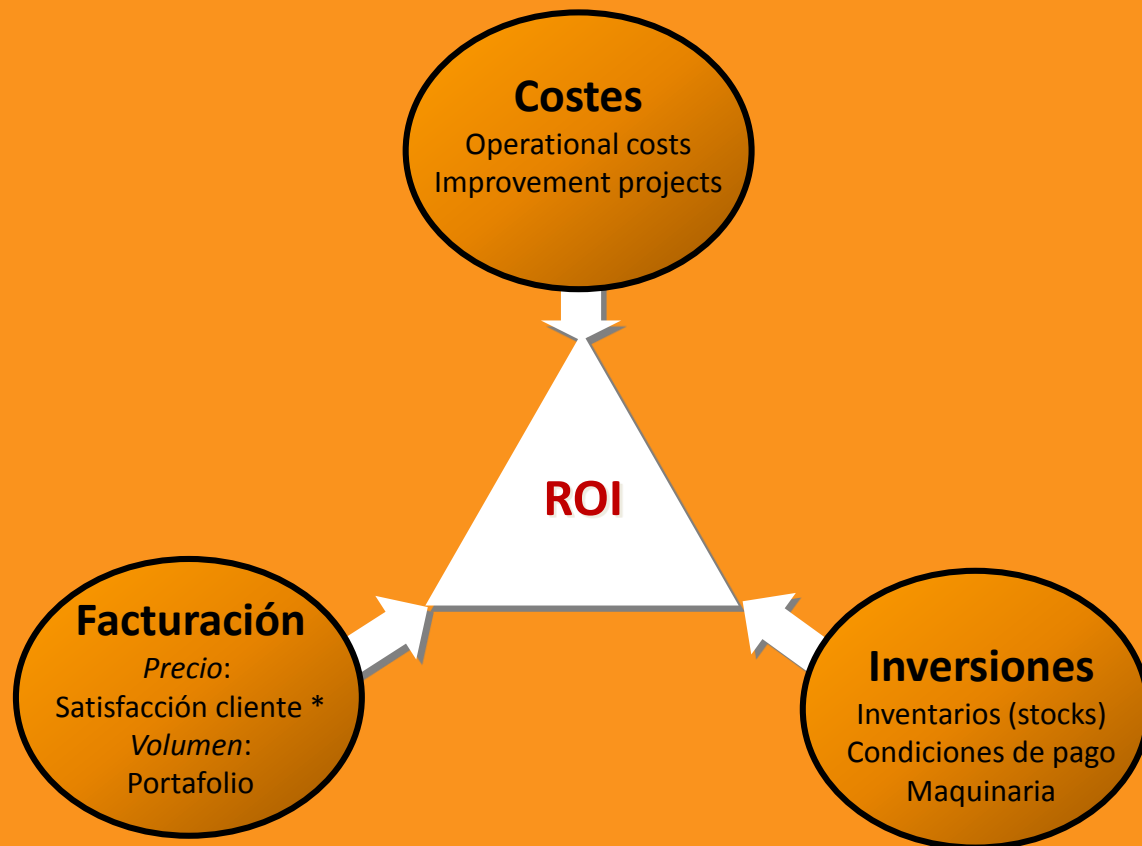 Costes
Operational costs
Improvement projects
ROI
Facturación
Precio:
Satisfacción cliente *
Volumen:
Portafolio
Inversiones
Inventarios (stocks)
Condiciones de pago
Maquinaria